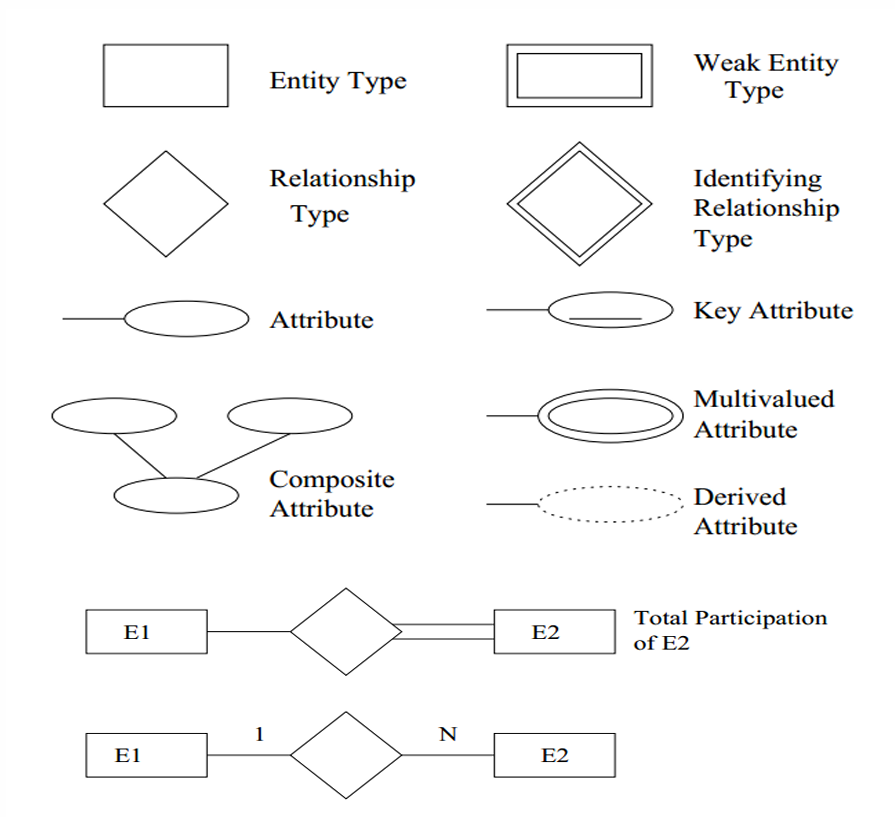 Entity Type
Weak Entity
Type
Relationship
Type
Identifying
Relationship
Type
Attribute
Key Attribute
Multivalued
Attribute
Composite
Attribute
Derived
Attribute
E1
E2
Total Participation
of E2
E1
1
N
E2